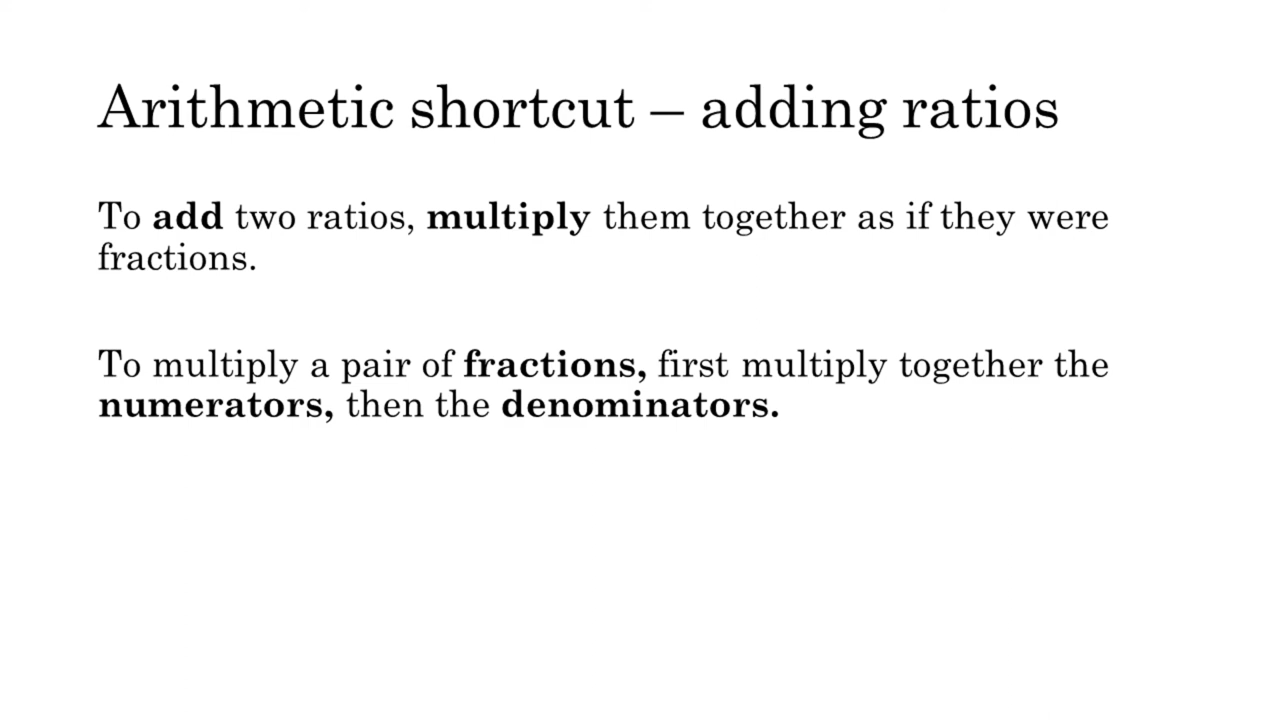 Arithmetic shortcut – adding ratios
To add two ratios, multiply them together as if they were
fractions.
To multiply a pair of fractions, first multiply together the
numerators, then the denominators.